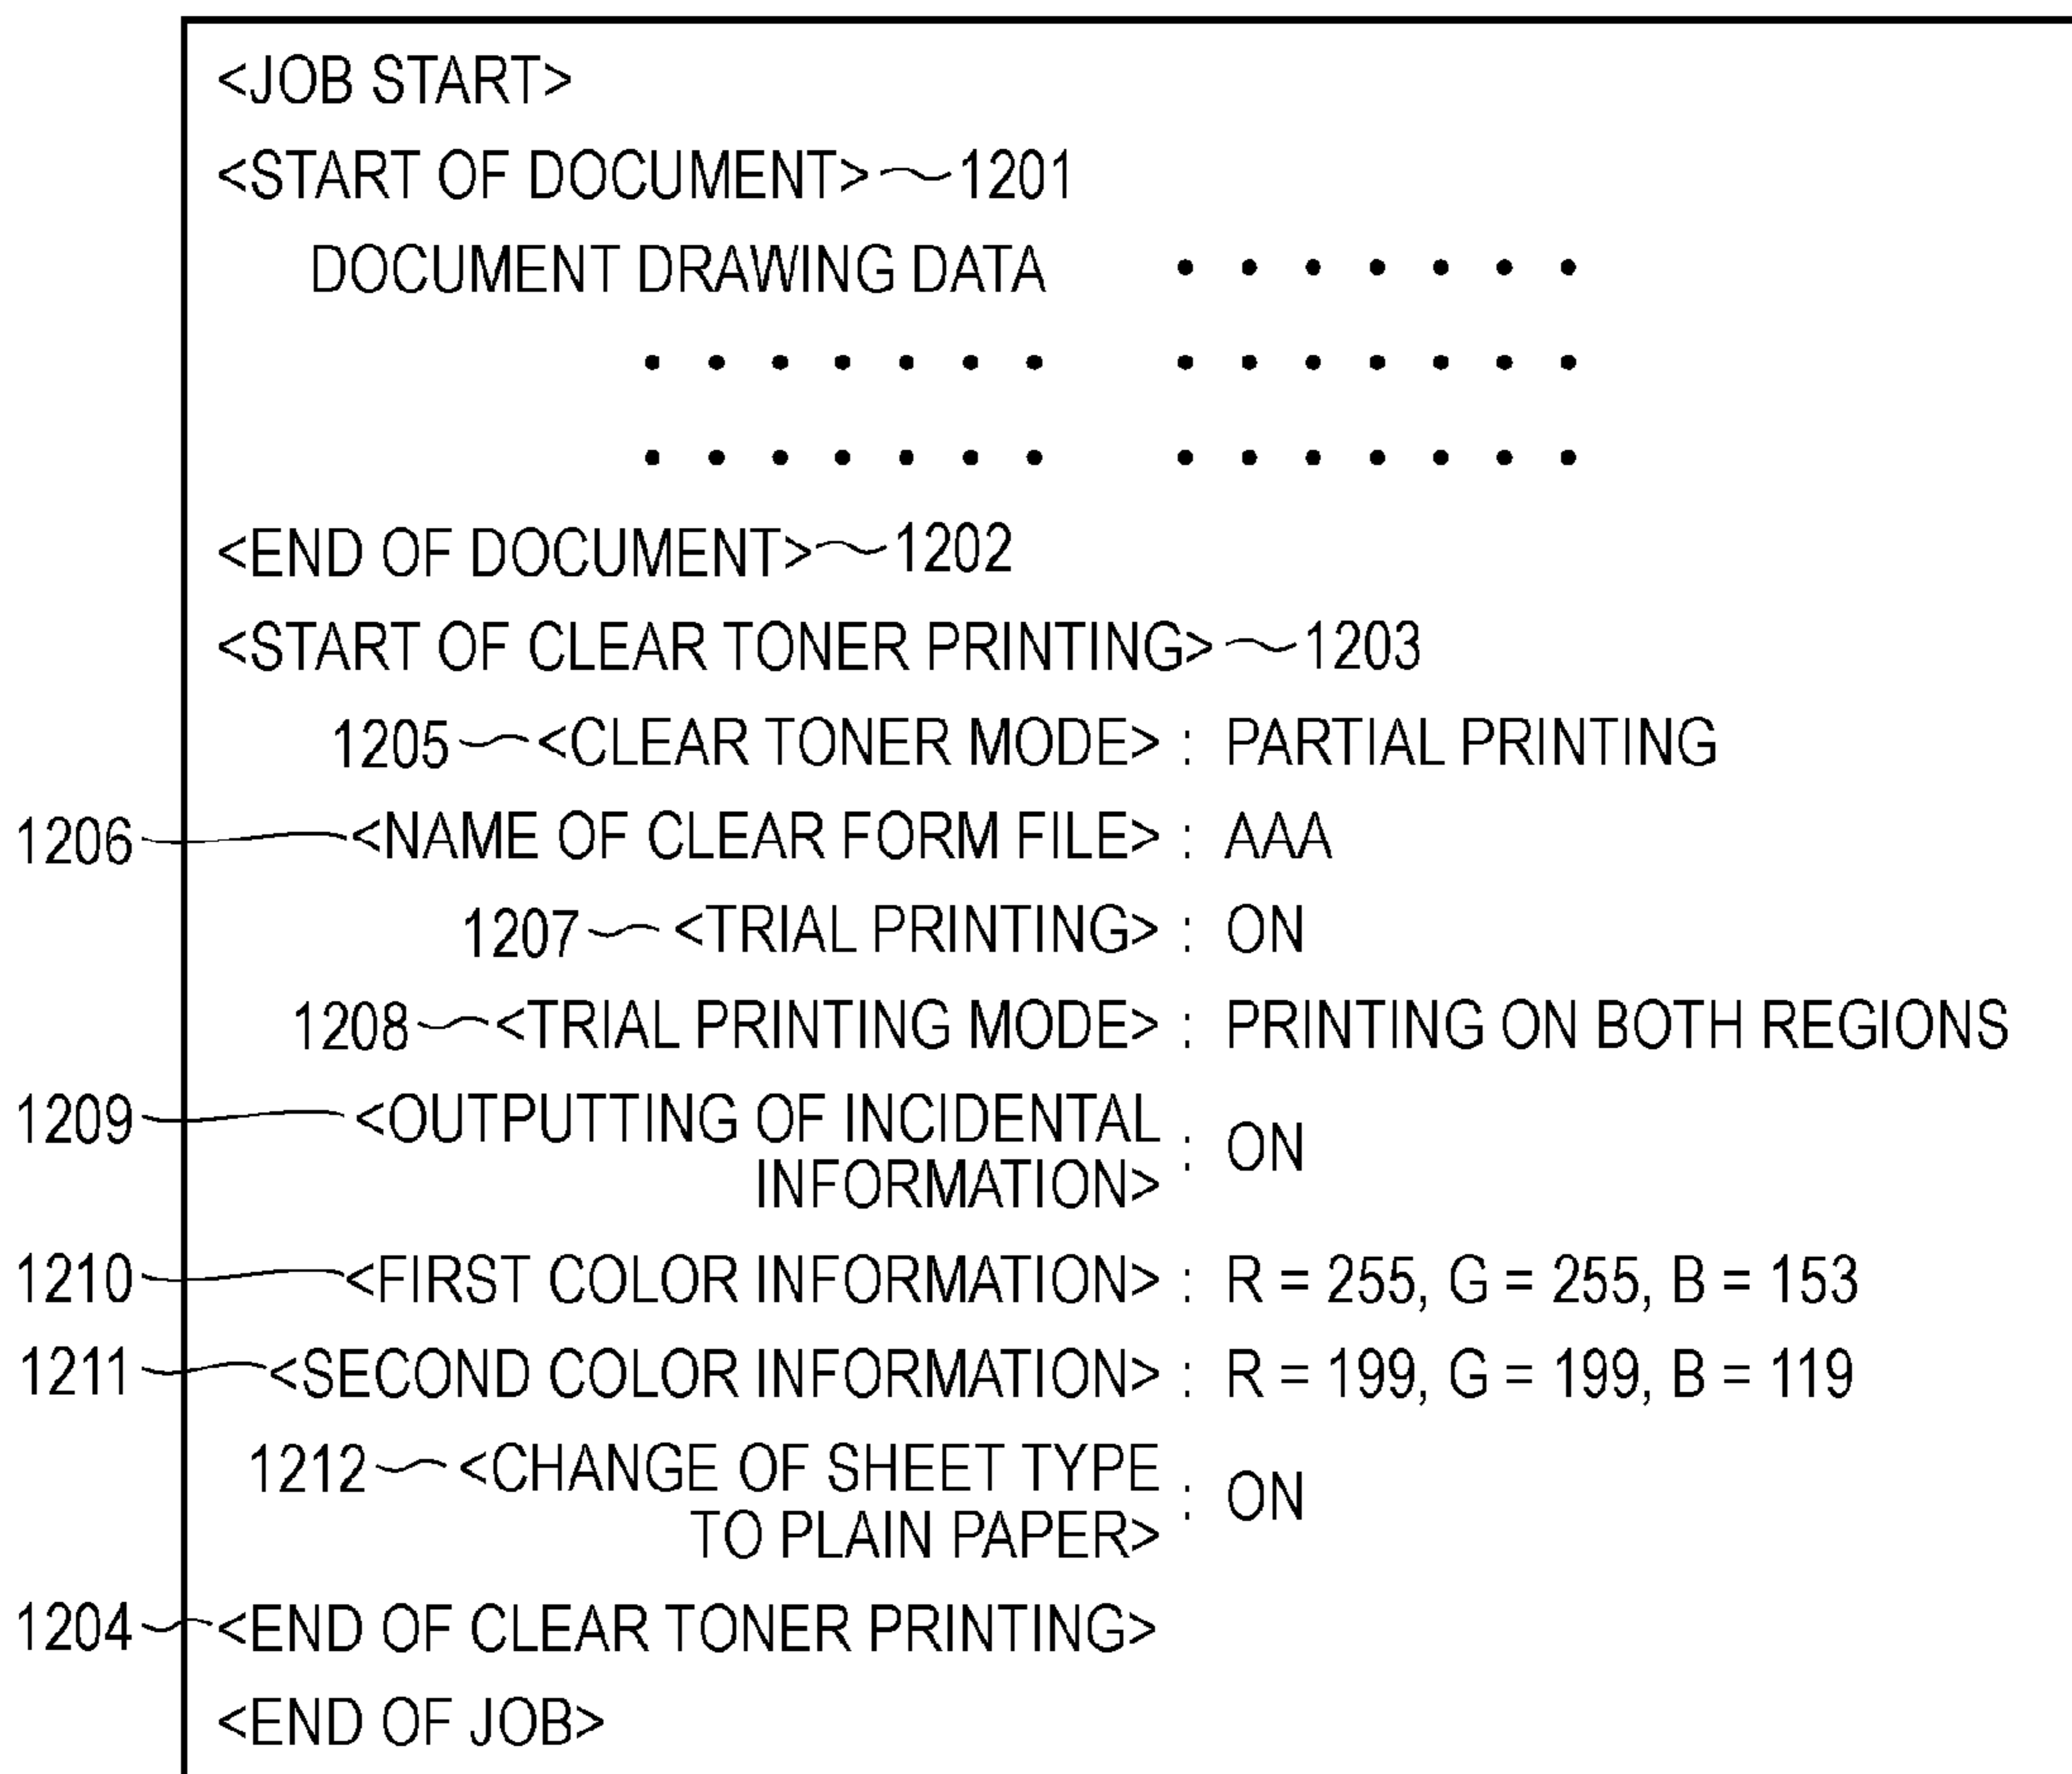 <JOB START>
<START OF DOCUMENT> 1201
DOCUMENT DRAWING DATA • • • • • • •
• • • • • • • • • • • • • •
• • • • • • • • • • • • • •
<END OF DOCUMENT> 1202
<START OF CLEAR TONER PRINTING> 1203
1205 <CLEAR TONER MODE> : PARTIAL PRINTING
1206 <NAME OF CLEAR FORM FILE> : AAA
1207 <TRIAL PRINTING> : ON
1208 <TRIAL PRINTING MODE> : PRINTING ON BOTH REGIONS
1209 <OUTPUTTING OF INCIDENTAL
INFORMATION> : ON
1210 <FIRST COLOR INFORMATION> : R = 255, G = 255, B = 153
1211 <SECOND COLOR INFORMATION> : R = 199, G = 199, B = 119
1212 <CHANGE OF SHEET TYPE
TO PLAIN PAPER> : ON
1204 <END OF CLEAR TONER PRINTING>
<END OF JOB>